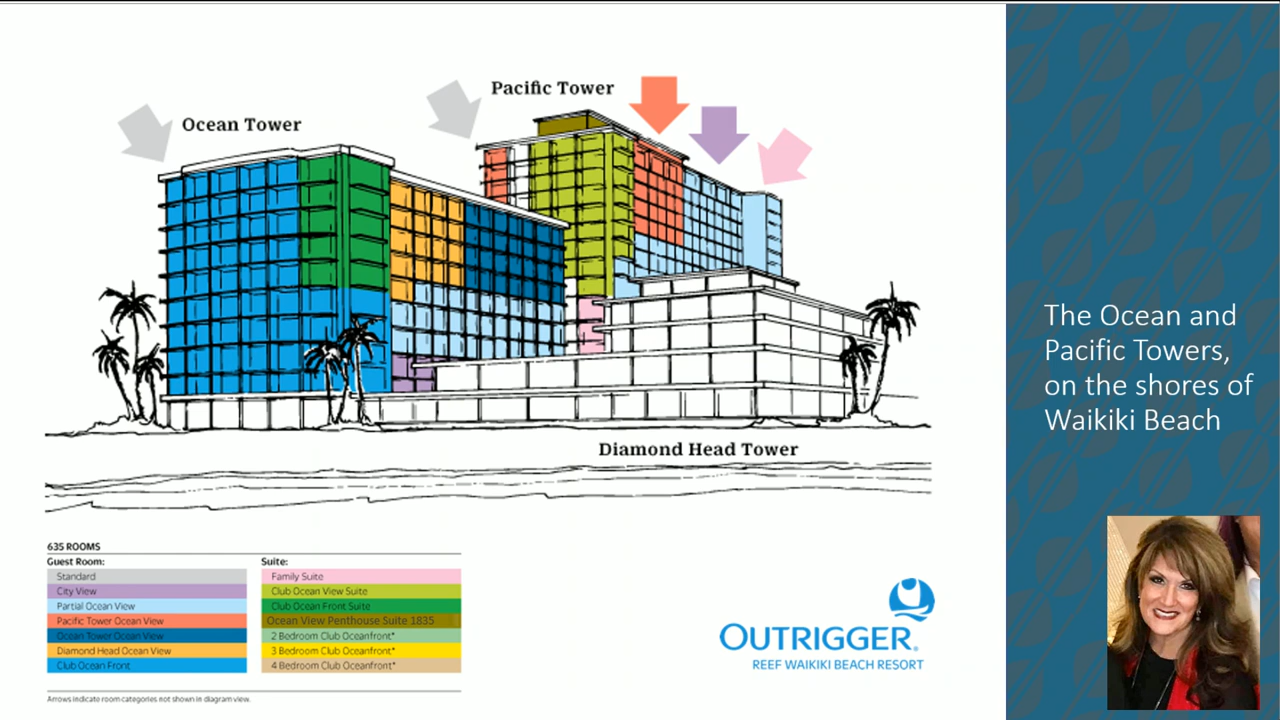 Pacific Tower
Ocean Tower
Diamond Head Tower
The Ocean and
Pacific Towers,
on the shores of
Waikiki Beach
635 ROOMS
Guest Room:
Standard
City View
Partial Ocean View
Pacific Tower Ocean View
Ocean Tower Ocean View
Diamond Head Ocean View
Club Ocean Front
Suite:
Family Suite
Club Ocean View Suite
Club Ocean Front Suite
Ocean View Penthouse Suite 1835
2 Bedroom Club Oceanfront*
3 Bedroom Club Oceanfront*
4 Bedroom Club Oceanfront*
Arrows indicate room categories not shown in diagram view.
OUTRIGGER®
REEF WAIKIKI BEACH RESORT